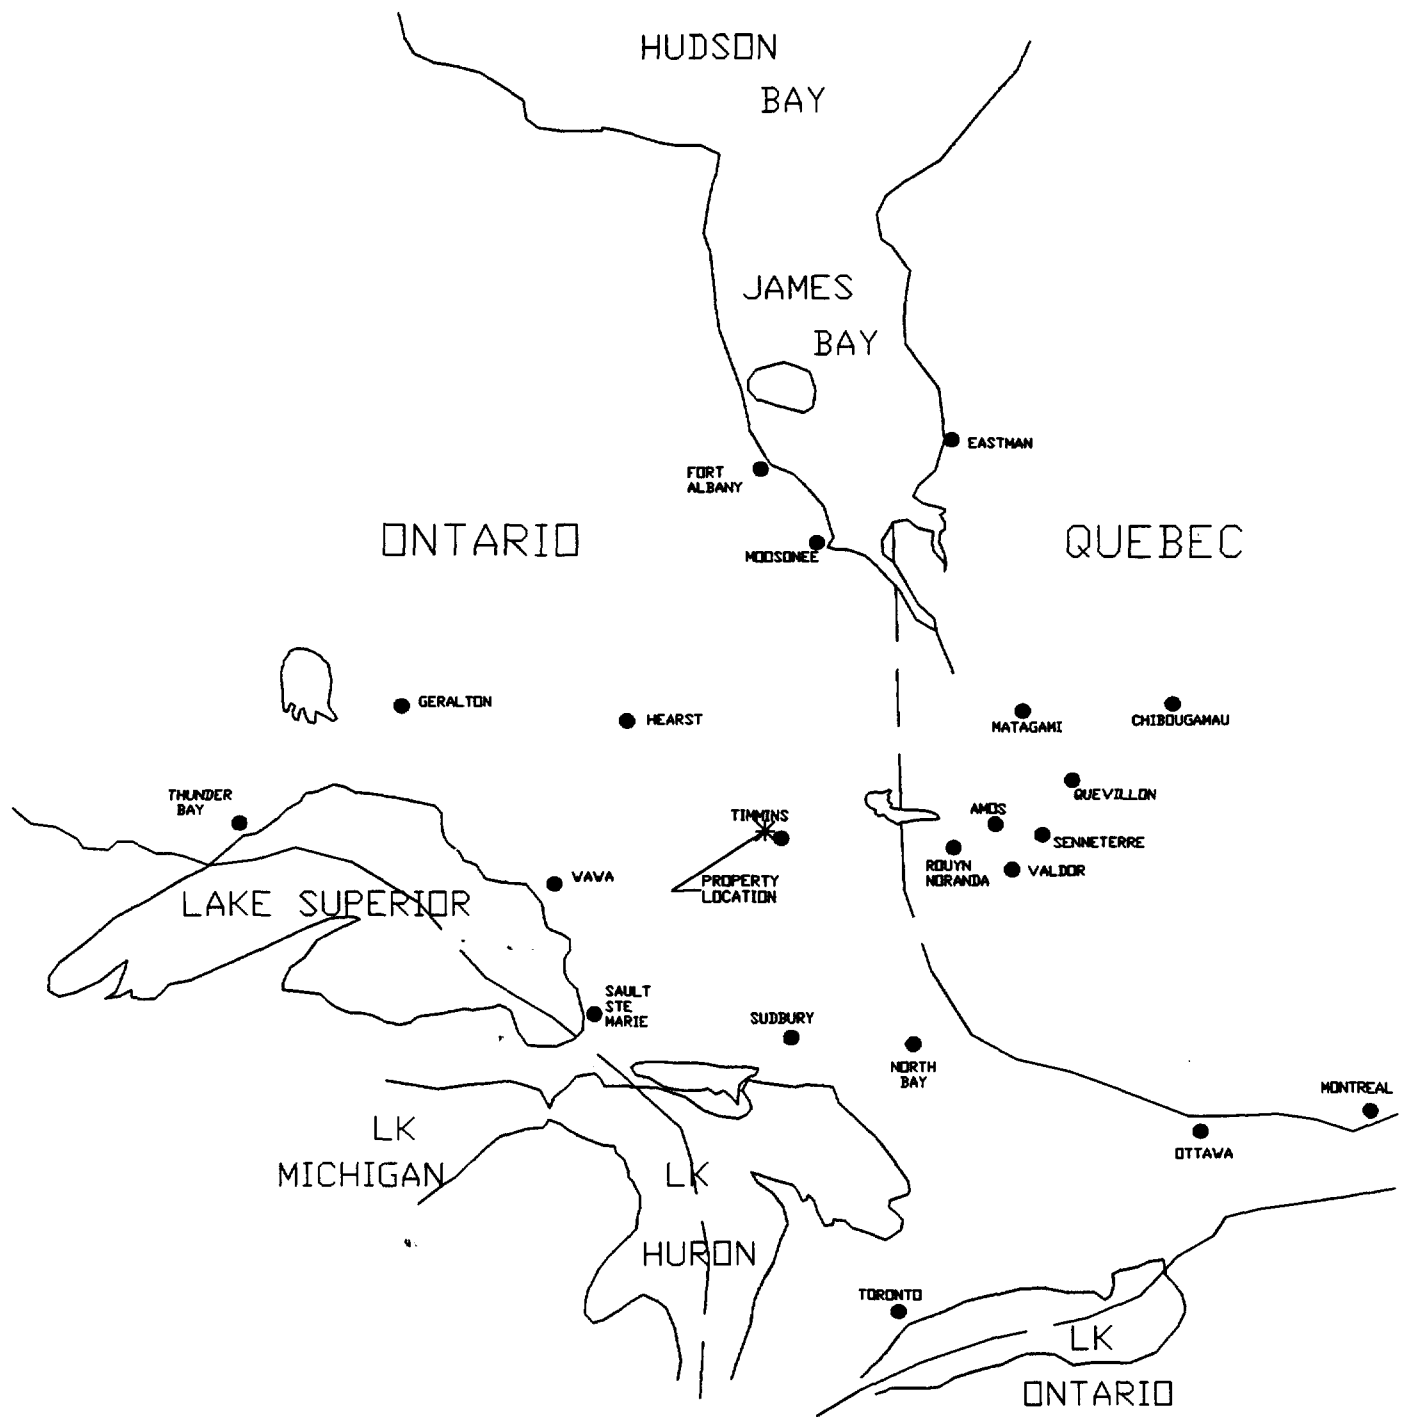 HUDSON
BAY
JAMES
BAY
EASTMAN
FORT
ALBANY
ONTARIO
MOOSONEE
QUEBEC
GERALTON
HEARST
MATAGAMI
CHIBOUGAMAU
THUNDER
BAY
QUEVILLON
TIMMINS
AMOS
SENNETERRE
ROUYN
NORANDA
VALDOR
WAWA
PROPERTY
LOCATION
LAKE SUPERIOR
SAULT
STE
MARIE
SUDBURY
NORTH
BAY
MONTREAL
LK
MICHIGAN
OTTAWA
LK
HURON
TORONTO
LK
ONTARIO